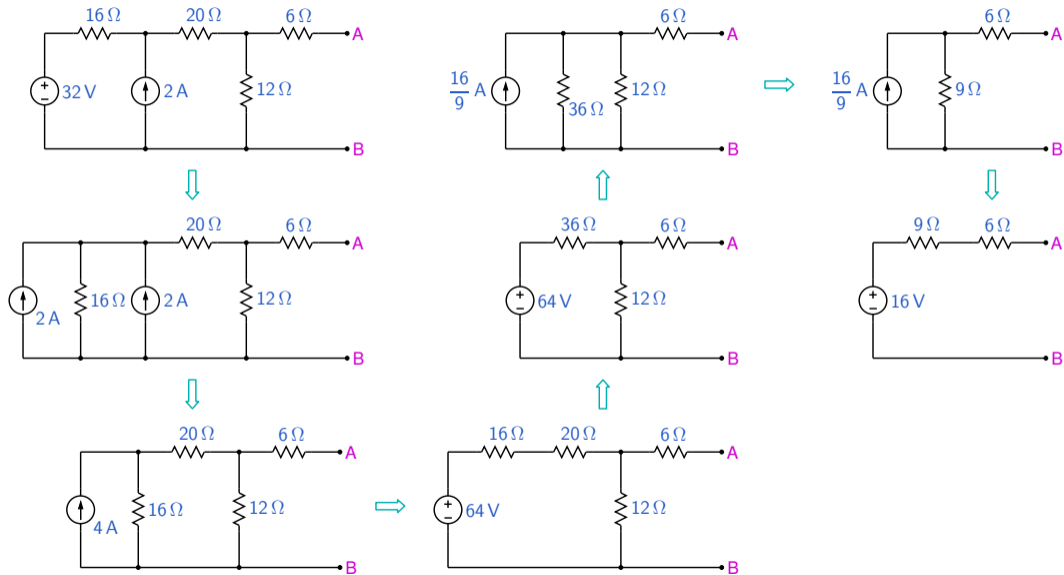 16 Ω 20 Ω 6 Ω
A
+ − 32 V 2 A 12 Ω
B
20 Ω 6 Ω
A
2 A 16 Ω 2 A 12 Ω
B
20 Ω 6 Ω
A
4 A 16 Ω 12 Ω
B
16 Ω 20 Ω 6 Ω
A
+ − 64 V 12 Ω
B
36 Ω 6 Ω
A
+ − 64 V 12 Ω
B
6 Ω
A
16/9 A 36 Ω 12 Ω
B
6 Ω
A
16/9 A 9 Ω
B
9 Ω 6 Ω
A
+ − 16 V
B